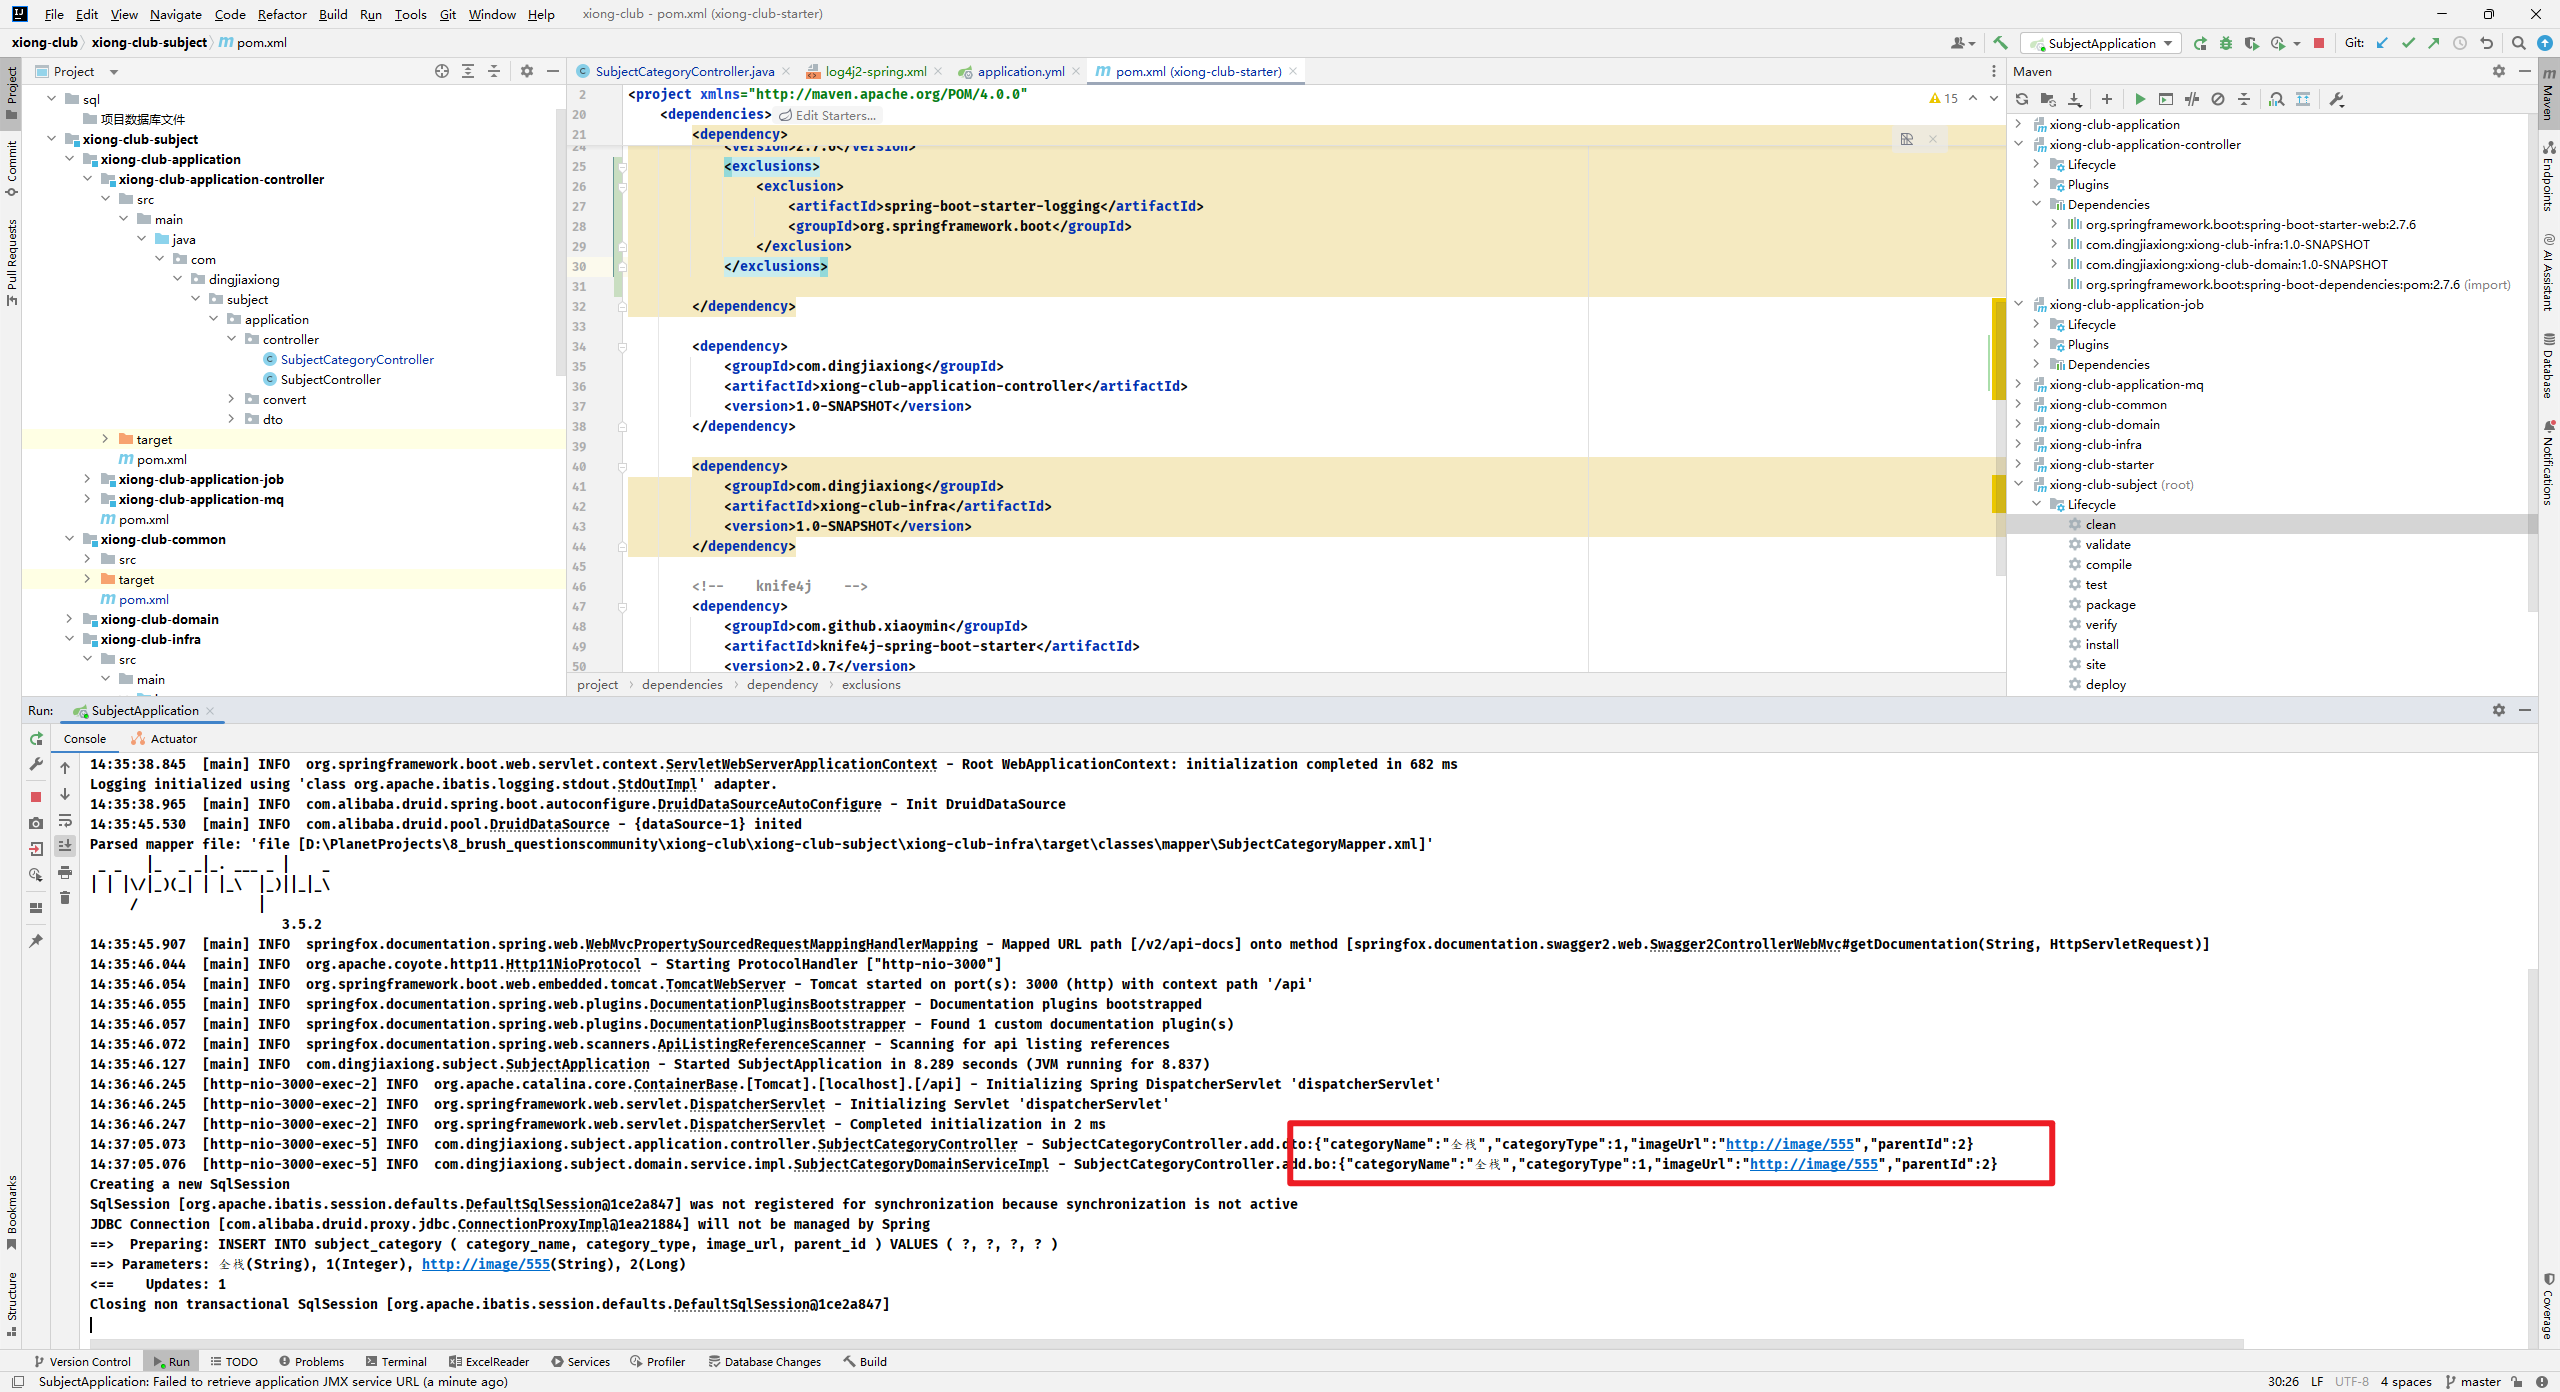 File Edit View Navigate Code Refactor Build Run Tools Git Window Help xiong-club - pom.xml (xiong-club-starter)
xiong-club xiong-club-subject pom.xml SubjectApplication Git:
Project
SubjectCategoryController.java log4j2-spring.xml application.yml pom.xml (xiong-club-starter)
Maven
sql
项目数据库文件
xiong-club-subject
xiong-club-application
xiong-club-application-controller
src
main
java
com
dingjiaxiong
subject
application
controller
SubjectCategoryController
SubjectController
convert
dto
target
pom.xml
xiong-club-application-job
xiong-club-application-mq
pom.xml
xiong-club-common
src
target
pom.xml
xiong-club-domain
xiong-club-infra
src
main
2 <project xmlns="http://maven.apache.org/POM/4.0.0"
20 <dependencies> Edit Starters...
21 <dependency>
24 <version>2.7.6</version>
25 <exclusions>
26 <exclusion>
27 <artifactId>spring-boot-starter-logging</artifactId>
28 <groupId>org.springframework.boot</groupId>
29 </exclusion>
30 </exclusions>
31
32 </dependency>
33
34 <dependency>
35 <groupId>com.dingjiaxiong</groupId>
36 <artifactId>xiong-club-application-controller</artifactId>
37 <version>1.0-SNAPSHOT</version>
38 </dependency>
39
40 <dependency>
41 <groupId>com.dingjiaxiong</groupId>
42 <artifactId>xiong-club-infra</artifactId>
43 <version>1.0-SNAPSHOT</version>
44 </dependency>
45
46 <!-- knife4j -->
47 <dependency>
48 <groupId>com.github.xiaoymin</groupId>
49 <artifactId>knife4j-spring-boot-starter</artifactId>
50 <version>2.0.7</version>
15
project dependencies dependency exclusions
xiong-club-application
xiong-club-application-controller
Lifecycle
Plugins
Dependencies
org.springframework.boot:spring-boot-starter-web:2.7.6
com.dingjiaxiong:xiong-club-infra:1.0-SNAPSHOT
com.dingjiaxiong:xiong-club-domain:1.0-SNAPSHOT
org.springframework.boot:spring-boot-dependencies:pom:2.7.6 (import)
xiong-club-application-job
Lifecycle
Plugins
Dependencies
xiong-club-application-mq
xiong-club-common
xiong-club-domain
xiong-club-infra
xiong-club-starter
xiong-club-subject (root)
Lifecycle
clean
validate
compile
test
package
verify
install
site
deploy
Project
Commit
Pull Requests
Bookmarks
Structure
Maven
Endpoints
AI Assistant
Database
Notifications
Coverage
Run: SubjectApplication
Console Actuator
14:35:38.845 [main] INFO org.springframework.boot.web.servlet.context.ServletWebServerApplicationContext - Root WebApplicationContext: initialization completed in 682 ms
Logging initialized using 'class org.apache.ibatis.logging.stdout.StdOutImpl' adapter.
14:35:38.965 [main] INFO com.alibaba.druid.spring.boot.autoconfigure.DruidDataSourceAutoConfigure - Init DruidDataSource
14:35:45.530 [main] INFO com.alibaba.druid.pool.DruidDataSource - {dataSource-1} inited
Parsed mapper file: 'file [D:\PlanetProjects\8_brush_questionscommunity\xiong-club\xiong-club-subject\xiong-club-infra\target\classes\mapper\SubjectCategoryMapper.xml]'
 _ _   |_  _ _|_. ___ _ |    _
| | |\/|_)(_| | |_\  |_)||_|_\
     /               |
3.5.2
14:35:45.907 [main] INFO springfox.documentation.spring.web.WebMvcPropertySourcedRequestMappingHandlerMapping - Mapped URL path [/v2/api-docs] onto method [springfox.documentation.swagger2.web.Swagger2ControllerWebMvc#getDocumentation(String, HttpServletRequest)]
14:35:46.044 [main] INFO org.apache.coyote.http11.Http11NioProtocol - Starting ProtocolHandler ["http-nio-3000"]
14:35:46.054 [main] INFO org.springframework.boot.web.embedded.tomcat.TomcatWebServer - Tomcat started on port(s): 3000 (http) with context path '/api'
14:35:46.055 [main] INFO springfox.documentation.spring.web.plugins.DocumentationPluginsBootstrapper - Documentation plugins bootstrapped
14:35:46.057 [main] INFO springfox.documentation.spring.web.plugins.DocumentationPluginsBootstrapper - Found 1 custom documentation plugin(s)
14:35:46.072 [main] INFO springfox.documentation.spring.web.scanners.ApiListingReferenceScanner - Scanning for api listing references
14:35:46.127 [main] INFO com.dingjiaxiong.subject.SubjectApplication - Started SubjectApplication in 8.289 seconds (JVM running for 8.837)
14:36:46.245 [http-nio-3000-exec-2] INFO org.apache.catalina.core.ContainerBase.[Tomcat].[localhost].[/api] - Initializing Spring DispatcherServlet 'dispatcherServlet'
14:36:46.245 [http-nio-3000-exec-2] INFO org.springframework.web.servlet.DispatcherServlet - Initializing Servlet 'dispatcherServlet'
14:36:46.247 [http-nio-3000-exec-2] INFO org.springframework.web.servlet.DispatcherServlet - Completed initialization in 2 ms
14:37:05.073 [http-nio-3000-exec-5] INFO com.dingjiaxiong.subject.application.controller.SubjectCategoryController - SubjectCategoryController.add.dto:{"categoryName":"全栈","categoryType":1,"imageUrl":"http://image/555","parentId":2}
14:37:05.076 [http-nio-3000-exec-5] INFO com.dingjiaxiong.subject.domain.service.impl.SubjectCategoryDomainServiceImpl - SubjectCategoryController.add.bo:{"categoryName":"全栈","categoryType":1,"imageUrl":"http://image/555","parentId":2}
Creating a new SqlSession
SqlSession [org.apache.ibatis.session.defaults.DefaultSqlSession@1ce2a847] was not registered for synchronization because synchronization is not active
JDBC Connection [com.alibaba.druid.proxy.jdbc.ConnectionProxyImpl@1ea21884] will not be managed by Spring
==>  Preparing: INSERT INTO subject_category ( category_name, category_type, image_url, parent_id ) VALUES ( ?, ?, ?, ? )
==> Parameters: 全栈(String), 1(Integer), http://image/555(String), 2(Long)
<==    Updates: 1
Closing non transactional SqlSession [org.apache.ibatis.session.defaults.DefaultSqlSession@1ce2a847]
Version Control Run TODO Problems Terminal ExcelReader Services Profiler Database Changes Build
SubjectApplication: Failed to retrieve application JMX service URL (a minute ago) 30:26 LF UTF-8 4 spaces master